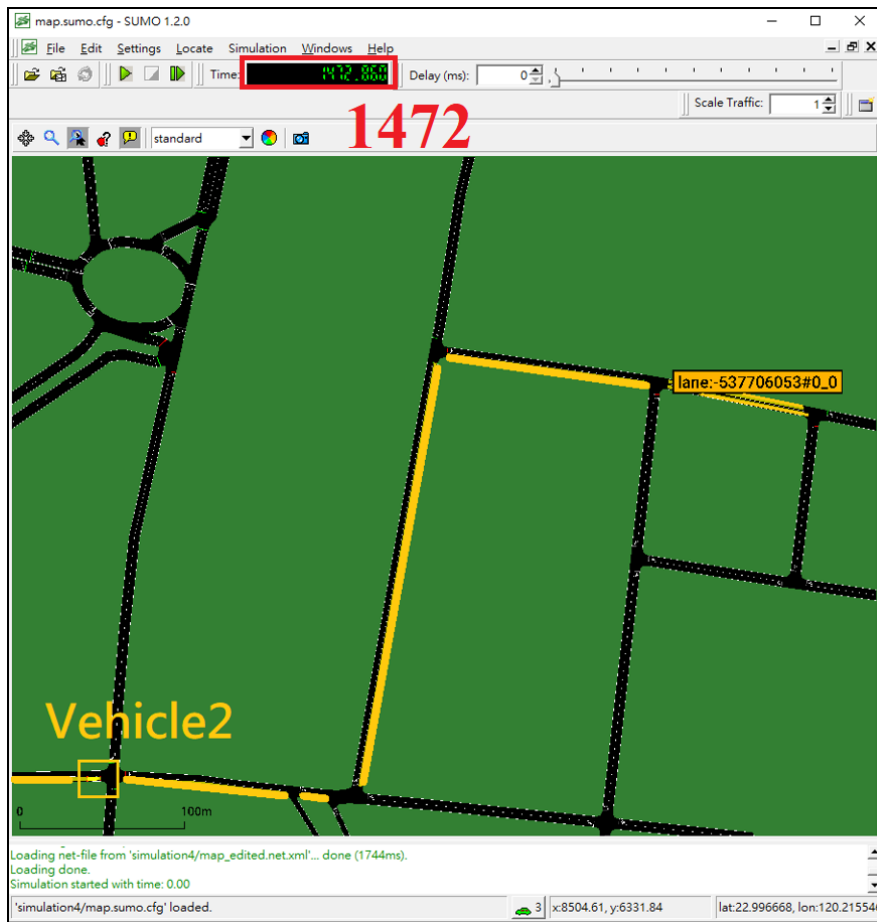 map.sumo.cfg - SUMO 1.2.0
File Edit Settings Locate Simulation Windows Help
Time: 1472.860 Delay (ms): 0
Scale Traffic: 1
1472
standard
lane:-537706053#0_0
Vehicle2
0 100m
Loading net-file from 'simulation4/map_edited.net.xml'... done (1744ms).
Loading done.
Simulation started with time: 0.00
'simulation4/map.sumo.cfg' loaded. 3 x:8504.61, y:6331.84 lat:22.996668, lon:120.215546